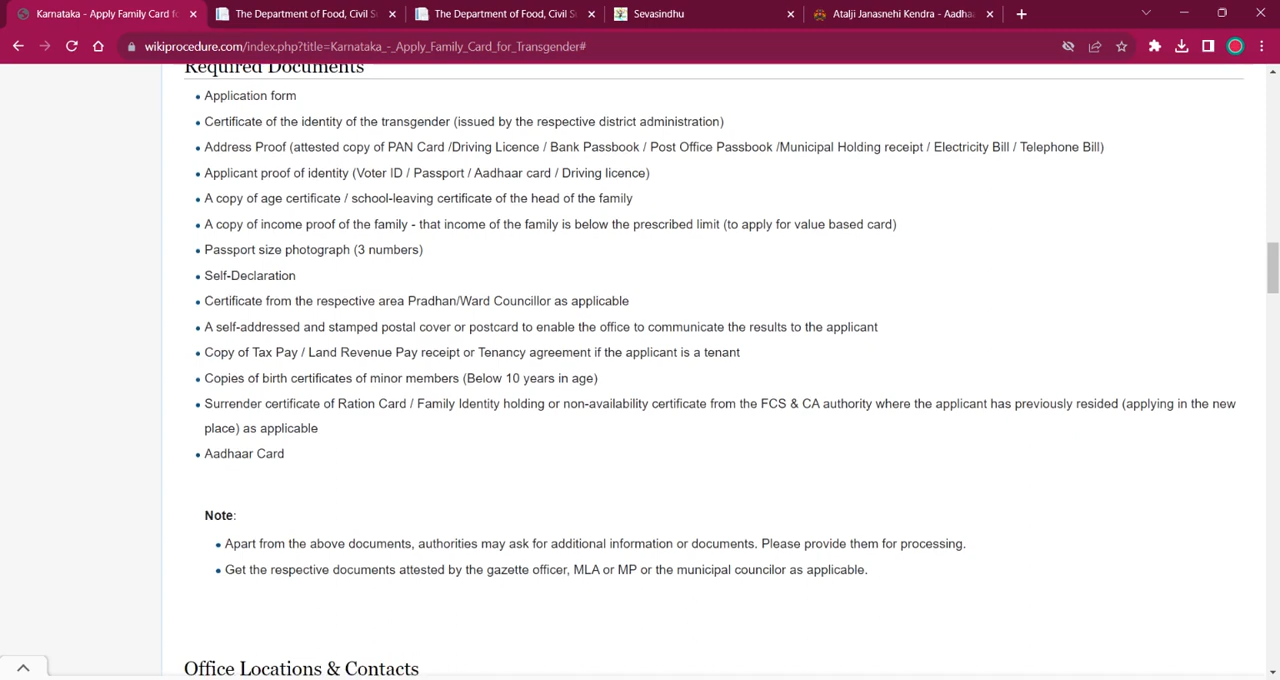 Karnataka - Apply Family Card fo
The Department of Food, Civil S
The Department of Food, Civil S
Sevasindhu
Atalji Janasnehi Kendra - Aadha
wikiprocedure.com/index.php?title=Karnataka_-_Apply_Family_Card_for_Transgender#
Required Documents
Application form
Certificate of the identity of the transgender (issued by the respective district administration)
Address Proof (attested copy of PAN Card /Driving Licence / Bank Passbook / Post Office Passbook /Municipal Holding receipt / Electricity Bill / Telephone Bill)
Applicant proof of identity (Voter ID / Passport / Aadhaar card / Driving licence)
A copy of age certificate / school-leaving certificate of the head of the family
A copy of income proof of the family - that income of the family is below the prescribed limit (to apply for value based card)
Passport size photograph (3 numbers)
Self-Declaration
Certificate from the respective area Pradhan/Ward Councillor as applicable
A self-addressed and stamped postal cover or postcard to enable the office to communicate the results to the applicant
Copy of Tax Pay / Land Revenue Pay receipt or Tenancy agreement if the applicant is a tenant
Copies of birth certificates of minor members (Below 10 years in age)
Surrender certificate of Ration Card / Family Identity holding or non-availability certificate from the FCS & CA authority where the applicant has previously resided (applying in the new
place) as applicable
Aadhaar Card
Note:
Apart from the above documents, authorities may ask for additional information or documents. Please provide them for processing.
Get the respective documents attested by the gazette officer, MLA or MP or the municipal councilor as applicable.
Office Locations & Contacts